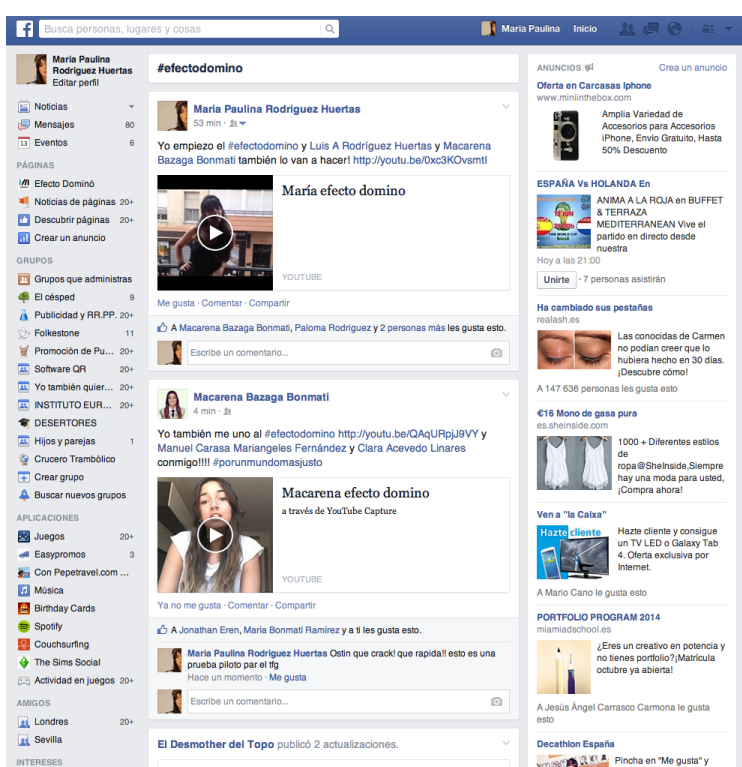 Busca personas, lugares y cosas
Maria Paulina
Inicio
Maria Paulina
Rodriguez Huertas
Editar perfil
Noticias
Mensajes 80
Eventos 6
PÁGINAS
Efecto Dominó
Noticias de páginas 20+
Descubrir páginas 20+
Crear un anuncio
GRUPOS
Grupos que administras
El césped 9
Publicidad y RR.PP. 20+
Folkestone 11
Promoción de Pu... 20+
Software QR 20+
Yo también quier... 20+
INSTITUTO EUR... 20+
DESERTORES
Hijos y parejas 1
Crucero Trambólico
Crear grupo
Buscar nuevos grupos
APLICACIONES
Juegos 20+
Easypromos 3
Con Pepetravel.com ...
Música
Birthday Cards
Spotify
Couchsurfing
The Sims Social
Actividad en juegos 20+
AMIGOS
Londres 20+
Sevilla
INTERESES
#efectodomino
Maria Paulina Rodriguez Huertas
53 min ·
Yo empiezo el #efectodomino y Luis A Rodríguez Huertas y Macarena
Bazaga Bonmati también lo van a hacer! http://youtu.be/0xc3KOvsmtI
María efecto domino
YOUTUBE
Me gusta · Comentar · Compartir
A Macarena Bazaga Bonmati, Paloma Rodriguez y 2 personas más les gusta esto.
Escribe un comentario...
Macarena Bazaga Bonmati
4 min ·
Yo también me uno al #efectodomino http://youtu.be/QAqURpjJ9VY y
Manuel Carasa Mariangeles Fernández y Clara Acevedo Linares
conmigo!!!! #porunmundomasjusto
Macarena efecto domino
a través de YouTube Capture
YOUTUBE
Ya no me gusta · Comentar · Compartir
A Jonathan Eren, María Bonmatí Ramírez y a ti les gusta esto.
Maria Paulina Rodriguez Huertas Ostin que crack! que rapida!! esto es una
prueba piloto par el tfg
Hace un momento · Me gusta
Escribe un comentario...
El Desmother del Topo publicó 2 actualizaciones.
ANUNCIOS
Crea un anuncio
Oferta en Carcasas Iphone
www.miniinthebox.com
Amplia Variedad de
Accesorios para Accesorios
iPhone, Envío Gratuito, Hasta
50% Descuento
ESPAÑA Vs HOLANDA En
ANIMA A LA ROJA en BUFFET
& TERRAZA
MEDITERRANEAN Vive el
partido en directo desde
nuestra
Hoy a las 21:00
Unirte · 7 personas asistirán
Ha cambiado sus pestañas
realash.es
Las conocidas de Carmen
no podían creer que lo
hubiera hecho en 30 días.
¡Descubre cómo!
A 147 636 personas les gusta esto
€16 Mono de gasa pura
es.sheinside.com
1000 + Diferentes estilos
de
ropa@SheInside,Siempre
hay una moda para usted,
¡Compra ahora!
Ven a "la Caixa"
Hazte cliente
Hazte cliente y consigue
un TV LED o Galaxy Tab
4. Oferta exclusiva por
Internet.
A Mario Cano le gusta esto
PORTFOLIO PROGRAM 2014
miamiadschool.es
¿Eres un creativo en potencia y
no tienes portfolio?¡Matrícula
octubre ya abierta!
A Jesús Ángel Carrasco Carmona le gusta
esto
Decathlon España
Pincha en "Me gusta" y